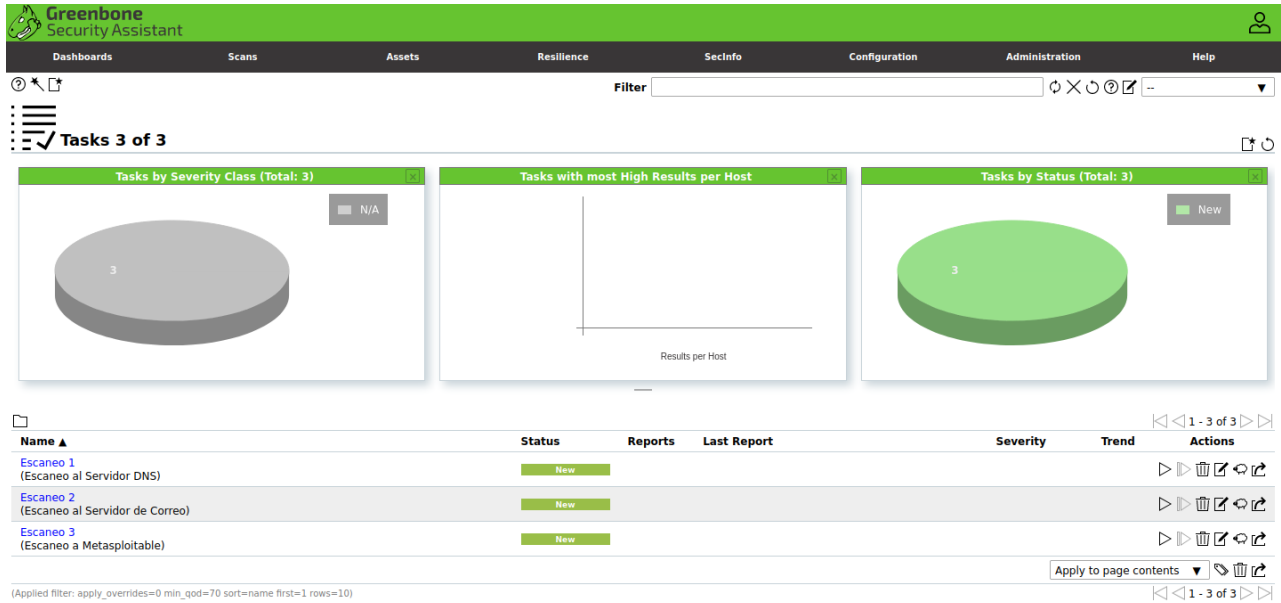 Greenbone
Security Assistant
Dashboards Scans Assets Resilience SecInfo Configuration Administration Help
Filter --
Tasks 3 of 3
Tasks by Severity Class (Total: 3)
N/A
3
Tasks with most High Results per Host
Results per Host
Tasks by Status (Total: 3)
New
3
1 - 3 of 3
Name ▲ Status Reports Last Report Severity Trend Actions
Escaneo 1
(Escaneo al Servidor DNS)
New
Escaneo 2
(Escaneo al Servidor de Correo)
New
Escaneo 3
(Escaneo a Metasploitable)
New
Apply to page contents ▼
(Applied filter: apply_overrides=0 min_qod=70 sort=name first=1 rows=10)
1 - 3 of 3